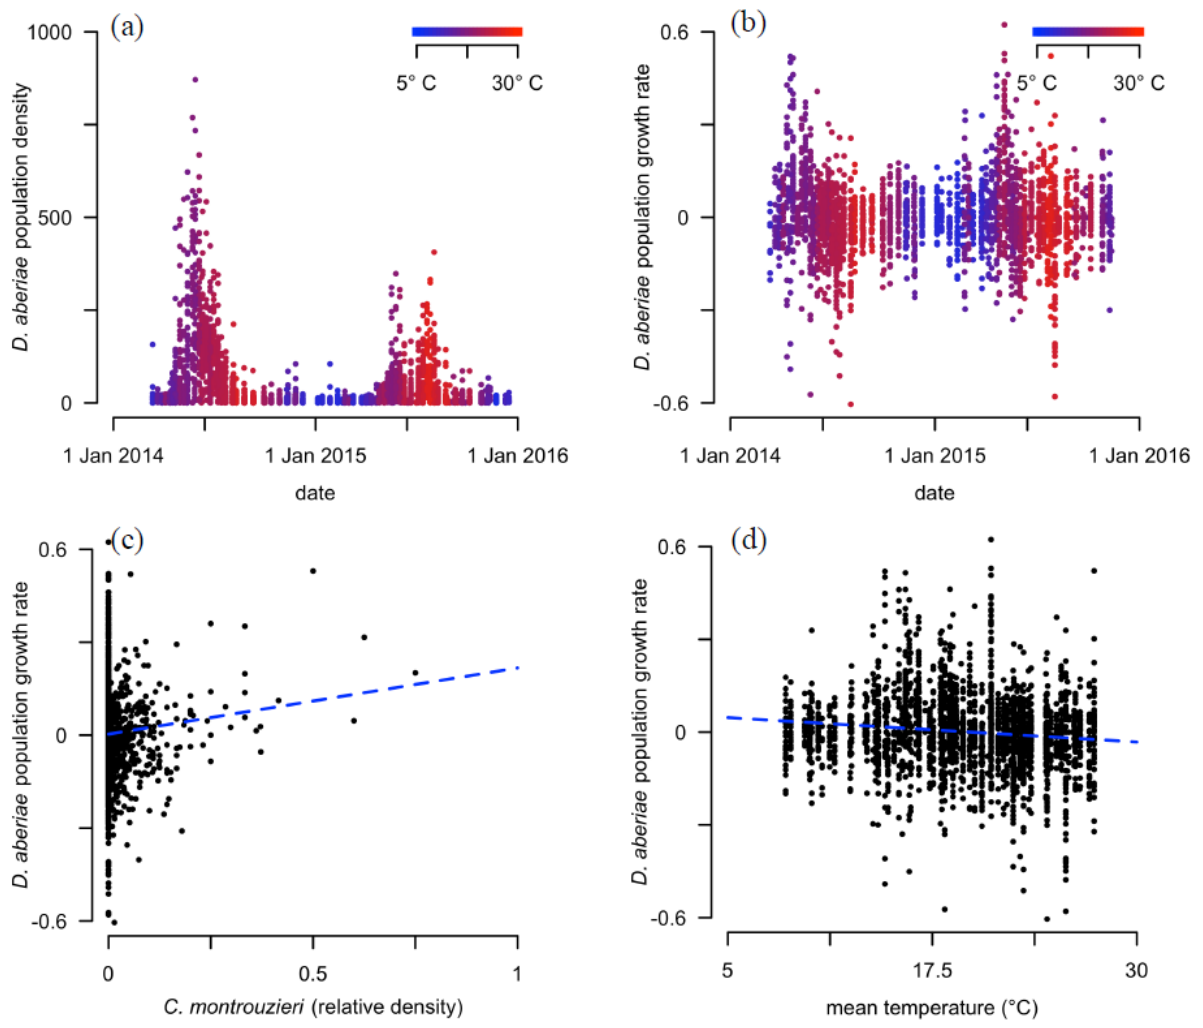 (a)
1000
500
250
0
D. aberiae population density
5° C
30° C
1 Jan 2014
1 Jan 2015
1 Jan 2016
date
(b)
0.6
0
-0.6
D. aberiae population growth rate
5° C
30° C
1 Jan 2014
1 Jan 2015
1 Jan 2016
date
(c)
0.6
0
-0.6
D. aberiae population growth rate
0
0.5
1
C. montrouzieri (relative density)
(d)
0.6
0
-0.6
D. aberiae population growth rate
5
17.5
30
mean temperature (°C)